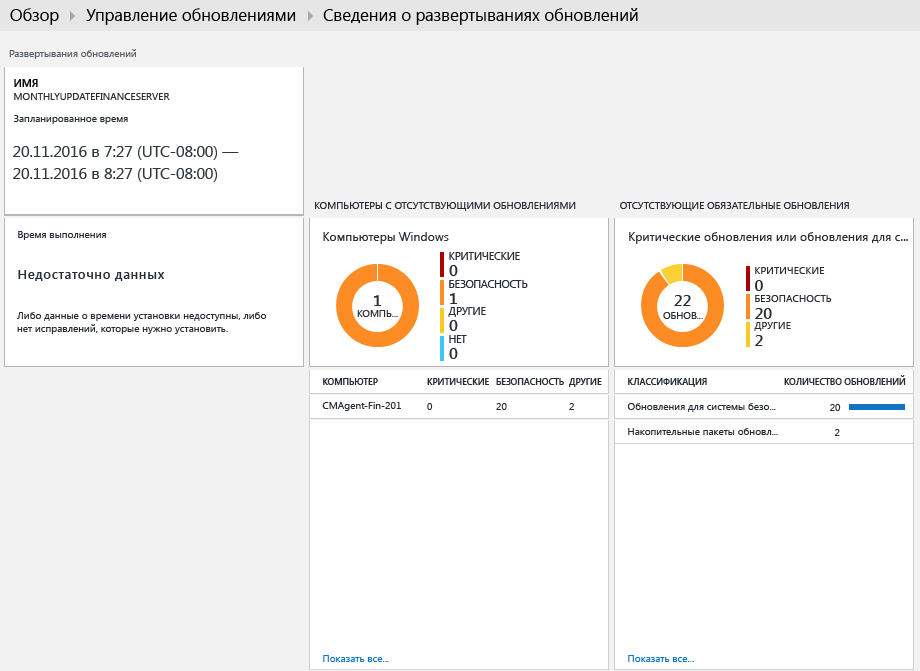 Обзор Управление обновлениями Сведения о развертываниях обновлений
Развертывания обновлений
ИМЯ
MONTHLYUPDATEFINANCESERVER
Запланированное время
20.11.2016 в 7:27 (UTC-08:00) —
20.11.2016 в 8:27 (UTC-08:00)
Время выполнения
Недостаточно данных
Либо данные о времени установки недоступны, либо
нет исправлений, которые нужно установить.
КОМПЬЮТЕРЫ С ОТСУТСТВУЮЩИМИ ОБНОВЛЕНИЯМИ
Компьютеры Windows
1
КОМПЬ...
КРИТИЧЕСКИЕ
0
БЕЗОПАСНОСТЬ
1
ДРУГИЕ
0
НЕТ
0
КОМПЬЮТЕР КРИТИЧЕСКИЕ БЕЗОПАСНОСТЬ ДРУГИЕ
CMAgent-Fin-201 0 20 2
Показать все...
ОТСУТСТВУЮЩИЕ ОБЯЗАТЕЛЬНЫЕ ОБНОВЛЕНИЯ
Критические обновления или обновления для с...
22
ОБНОВ...
КРИТИЧЕСКИЕ
0
БЕЗОПАСНОСТЬ
20
ДРУГИЕ
2
КЛАССИФИКАЦИЯ КОЛИЧЕСТВО ОБНОВЛЕНИЙ
Обновления для системы безо... 20
Накопительные пакеты обновл... 2
Показать все...